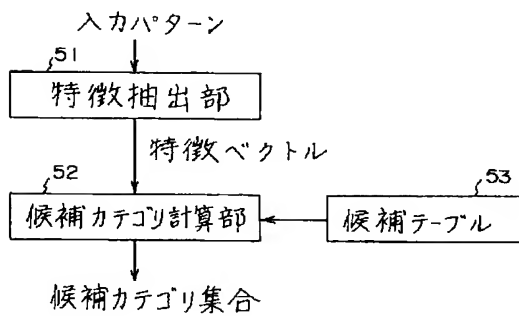 入力パターン
51
特徴抽出部
特徴ベクトル
52
候補カテゴリ計算部
53
候補テーブル
候補カテゴリ集合